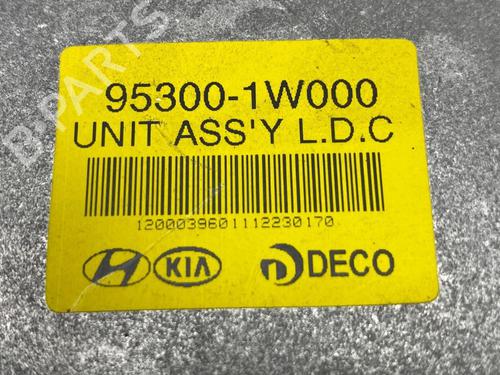 95300-1W000
UNIT ASS'Y L.D.C
1200039601112230170
KIA DECO
B-PARTS